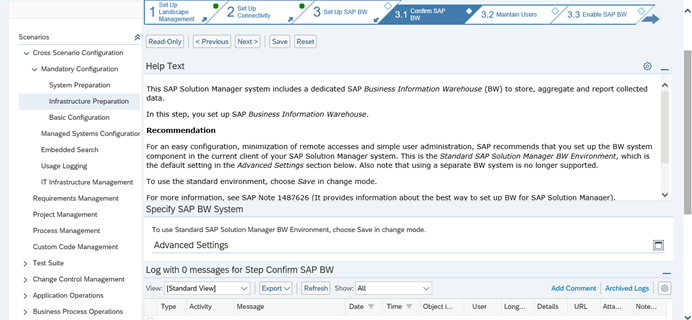 1 Set Up Landscape Management
2 Set Up Connectivity
3 Set Up SAP BW
3.1 Confirm SAP BW
3.2 Maintain Users
3.3 Enable SAP BW
Scenarios
Cross Scenario Configuration
Mandatory Configuration
System Preparation
Infrastructure Preparation
Basic Configuration
Managed Systems Configuration
Embedded Search
Usage Logging
IT Infrastructure Management
Requirements Management
Project Management
Process Management
Custom Code Management
Test Suite
Change Control Management
Application Operations
Business Process Operations
Read-Only
< Previous
Next >
Save
Reset
Help Text
This SAP Solution Manager system includes a dedicated SAP Business Information Warehouse (BW) to store, aggregate and report collected
data.
In this step, you set up SAP Business Information Warehouse.
Recommendation
For an easy configuration, minimization of remote accesses and simple user administration, SAP recommends that you set up the BW system
component in the current client of your SAP Solution Manager system. This is the Standard SAP Solution Manager BW Environment, which is
the default setting in the Advanced Settings section below. Also note that using a separate BW system is no longer supported.
To use the standard environment, choose Save in change mode.
For more information, see SAP Note 1487626 (It provides information about the best way to set up BW for SAP Solution Manager).
Specify SAP BW System
To use Standard SAP Solution Manager BW Environment, choose Save in change mode.
Advanced Settings
Log with 0 messages for Step Confirm SAP BW
View: [Standard View] Export Refresh Show: All Add Comment Archived Logs
Type Activity Message Date Time Object i... User Long... Details URL Atta... Note...